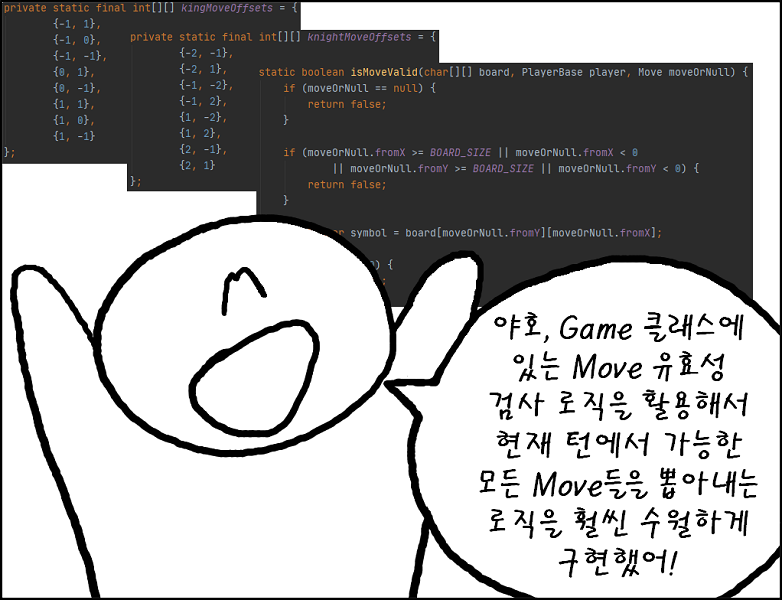 private static final int[][] kingMoveOffsets = {
{-1, 1},
{-1, 0},
{-1, -1},
{0, 1},
{0, -1},
{1, 1},
{1, 0},
{1, -1}
};
private static final int[][] knightMoveOffsets = {
{-2, -1},
{-2, 1},
{-1, -2},
{-1, 2},
{1, -2},
{1, 2},
{2, -1},
{2, 1}
};
static boolean isMoveValid(char[][] board, PlayerBase player, Move moveOrNull) {
if (moveOrNull == null) {
return false;
}
if (moveOrNull.fromX >= BOARD_SIZE || moveOrNull.fromX < 0
|| moveOrNull.fromY >= BOARD_SIZE || moveOrNull.fromY < 0) {
return false;
}
symbol = board[moveOrNull.fromY][moveOrNull.fromX];
) {
;
야호, Game 클래스에
있는 Move 유효성
검사 로직을 활용해서
현재 턴에서 가능한
모든 Move들을 뽑아내는
로직을 훨씬 수월하게
구현했어!